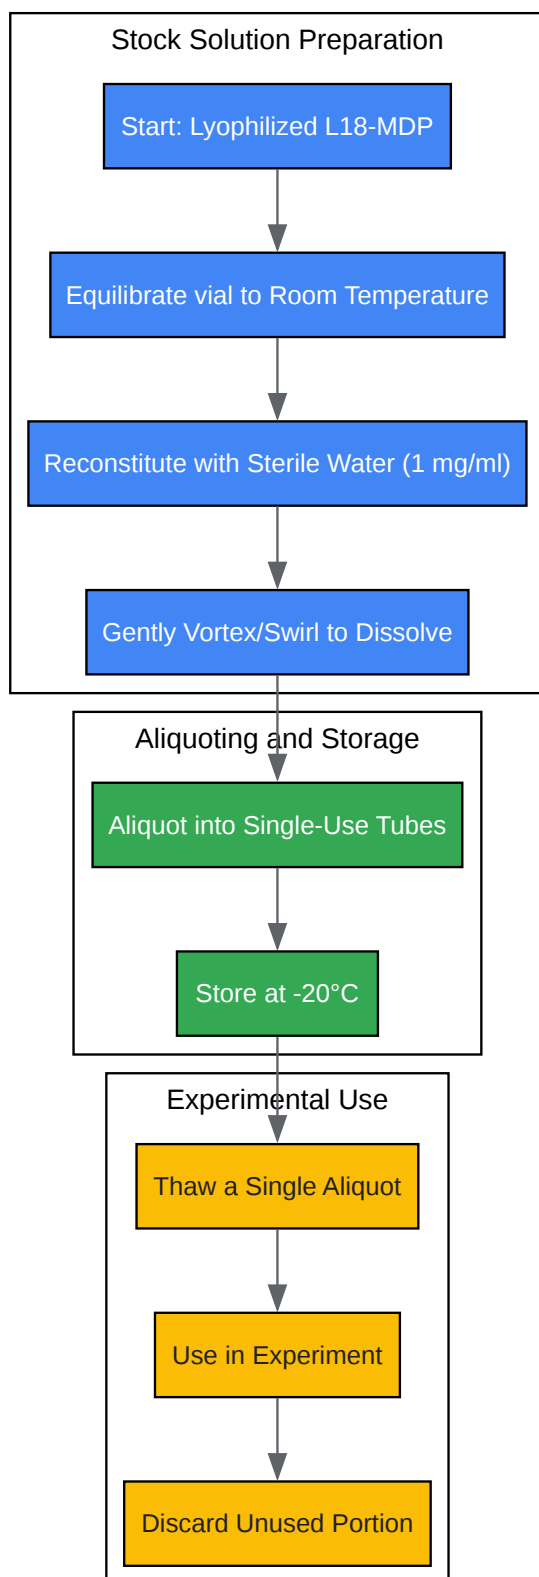 Stock Solution Preparation
Start: Lyophilized L18-MDP
Equilibrate vial to Room Temperature
Reconstitute with Sterile Water (1 mg/ml)
Gently Vortex/Swirl to Dissolve
Aliquoting and Storage
Aliquot into Single-Use Tubes
Store at -20°C
Experimental Use
Thaw a Single Aliquot
Use in Experiment
Discard Unused Portion